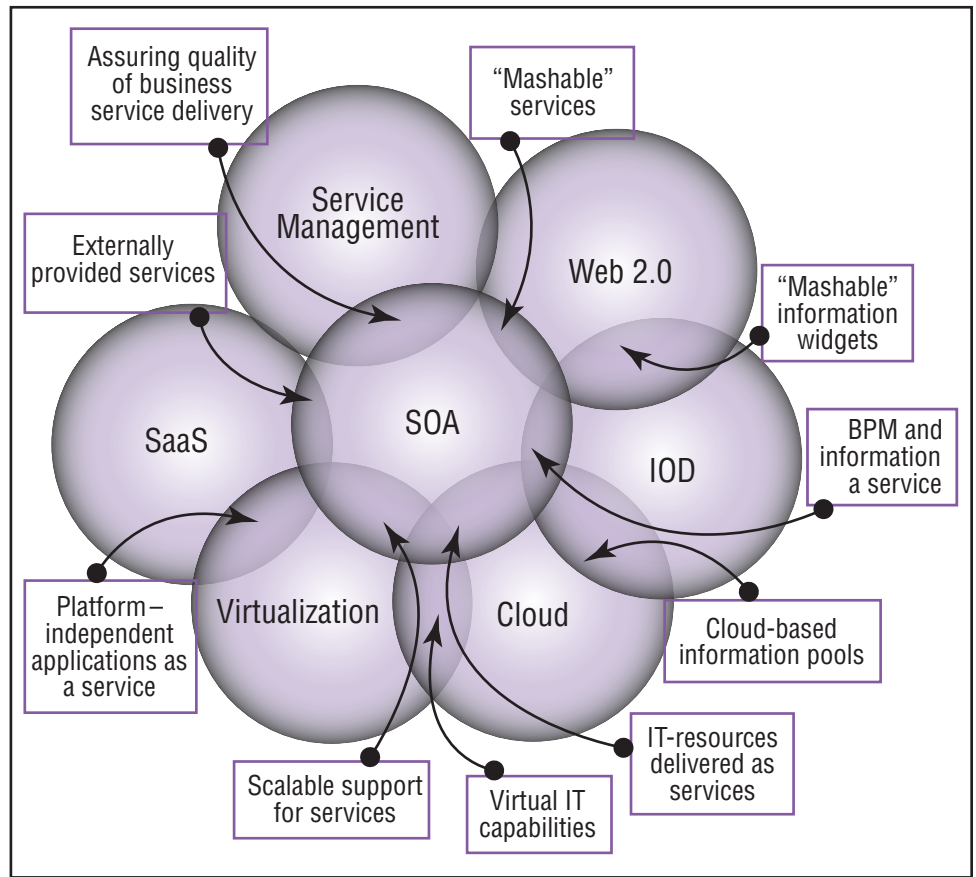 Assuring quality
of business
service delivery
“Mashable”
services
Service
Management
Web 2.0
Externally
provided services
“Mashable”
information
widgets
SaaS
SOA
IOD
BPM and
information
a service
Platform–
independent
applications as
a service
Virtualization
Cloud
Cloud-based
information pools
Scalable support
for services
Virtual IT
capabilities
IT-resources
delivered as
services